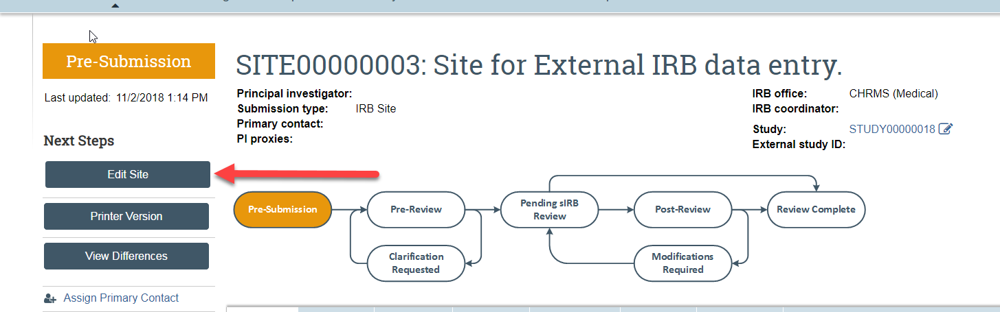 Pre-Submission
Last updated: 11/2/2018 1:14 PM
Next Steps
Edit Site
Printer Version
View Differences
Assign Primary Contact
SITE00000003: Site for External IRB data entry.
Principal investigator:
Submission type: IRB Site
Primary contact:
PI proxies:
IRB office: CHRMS (Medical)
IRB coordinator:
Study: STUDY00000018
External study ID:
Pre-Submission
Pre-Review
Clarification
Requested
Pending sIRB
Review
Post-Review
Modifications
Required
Review Complete